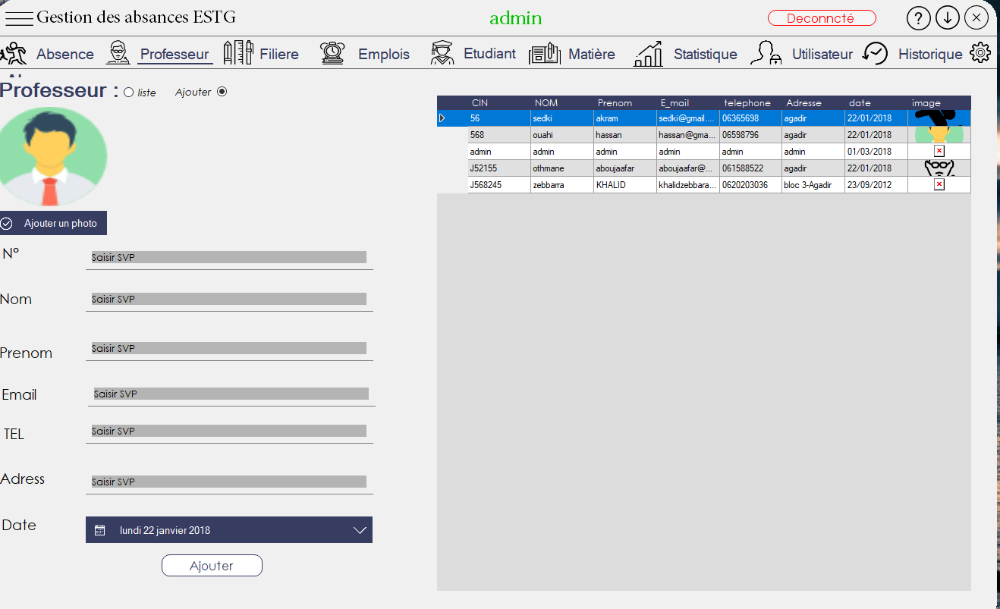 Gestion des absances ESTG
admin
Deconncté
Absence Professeur Filiere Emplois Etudiant Matière Statistique Utilisateur Historique
Professeur : liste Ajouter
Ajouter un photo
N° Saisir SVP
Nom Saisir SVP
Prenom Saisir SVP
Email Saisir SVP
TEL Saisir SVP
Adress Saisir SVP
Date lundi 22 janvier 2018
Ajouter
CIN NOM Prenom E_mail telephone Adresse date image
56 sedki akram sedki@gmail.... 06365698 agadir 22/01/2018
568 ouahi hassan hassan@gma... 06598796 agadir 22/01/2018
admin admin admin admin admin admin 01/03/2018
J52155 othmane aboujaafar aboujaafar@... 061588522 agadir 22/01/2018
J568245 zebbarra KHALID khalidzebbara... 0620203036 bloc 3-Agadir 23/09/2012